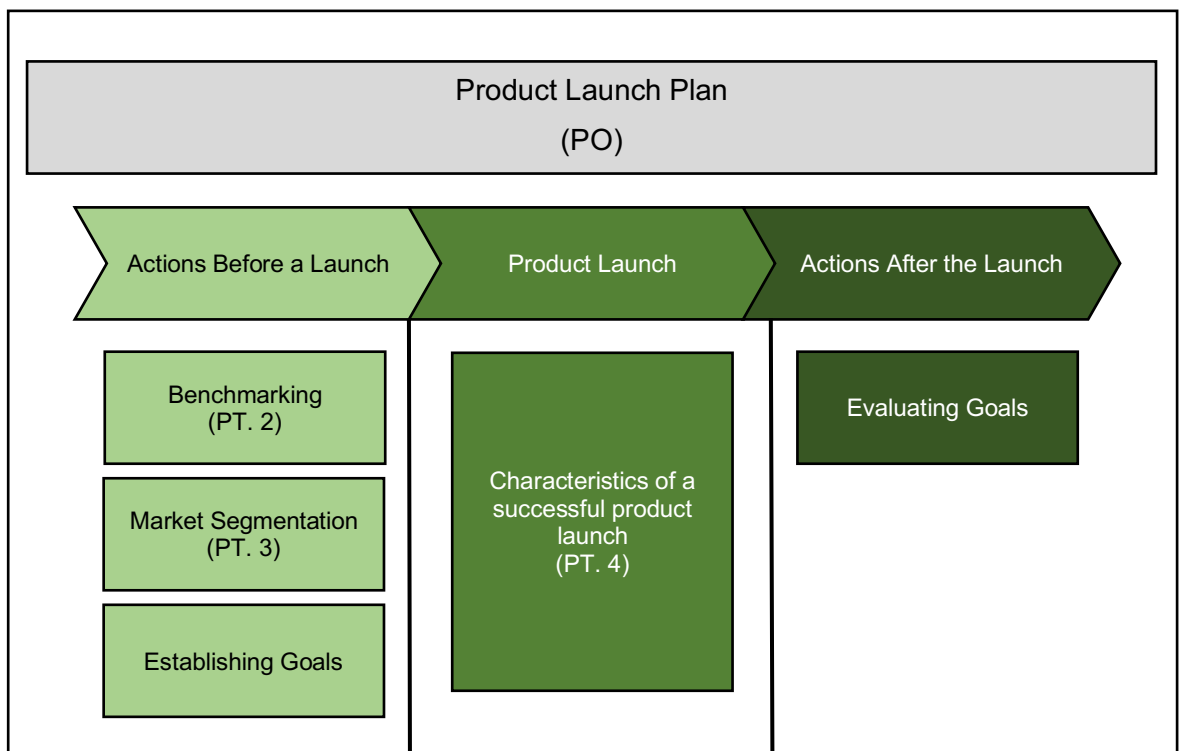 Product Launch Plan
(PO)
Actions Before a Launch
Product Launch
Actions After the Launch
Benchmarking
(PT. 2)
Market Segmentation
(PT. 3)
Establishing Goals
Characteristics of a
successful product
launch
(PT. 4)
Evaluating Goals